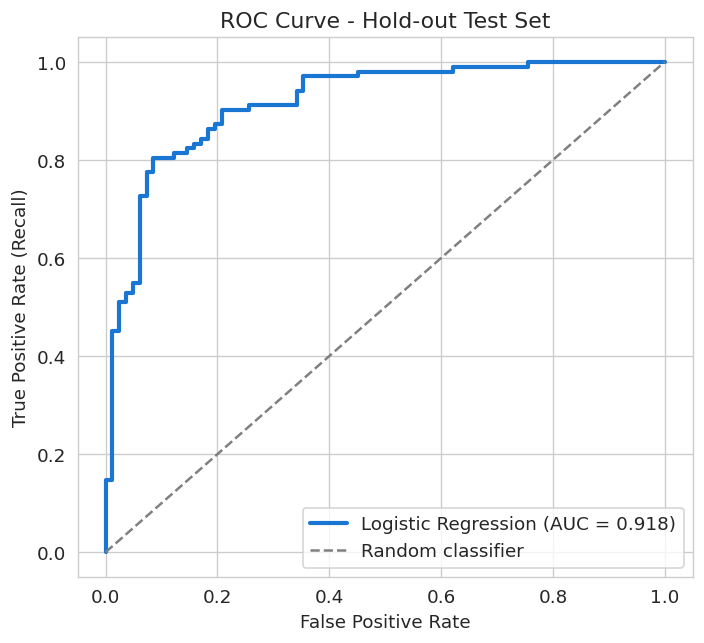 ROC Curve - Hold-out Test Set
True Positive Rate (Recall)
1.0
0.8
0.6
0.4
0.2
0.0
Logistic Regression (AUC = 0.918)
Random classifier
0.0 0.2 0.4 0.6 0.8 1.0
False Positive Rate